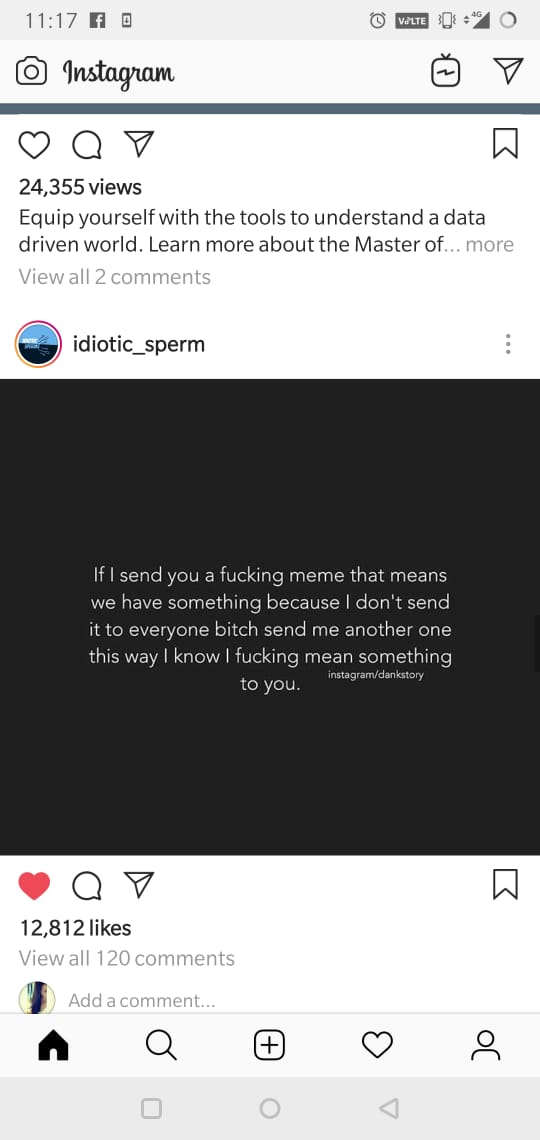 11:17
VoLTE
4G
Instagram
24,355 views
Equip yourself with the tools to understand a data
driven world. Learn more about the Master of... more
View all 2 comments
idiotic_sperm
If I send you a fucking meme that means
we have something because I don't send
it to everyone bitch send me another one
this way I know I fucking mean something
to you.
instagram/dankstory
12,812 likes
View all 120 comments
Add a comment...